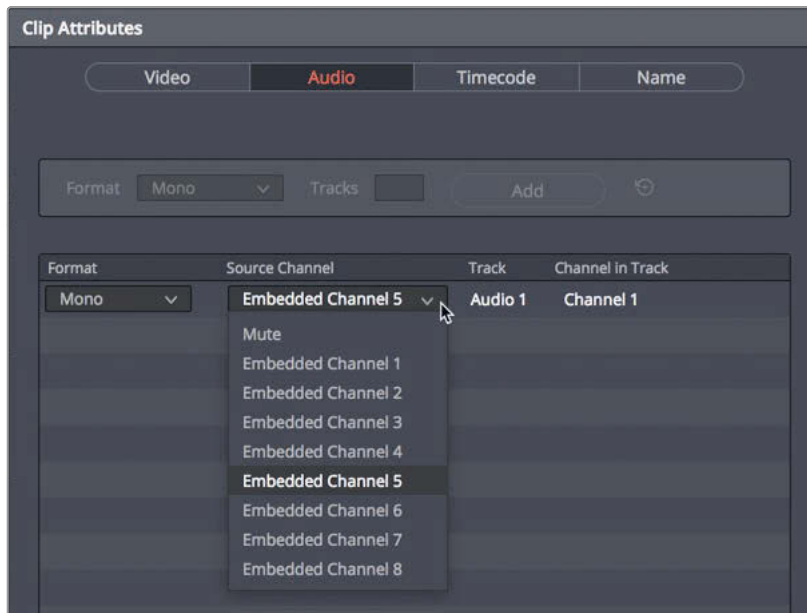 Clip Attributes
Video Audio Timecode Name
Format Mono Tracks Add
Format Source Channel Track Channel in Track
Mono Embedded Channel 5 Audio 1 Channel 1
Mute
Embedded Channel 1
Embedded Channel 2
Embedded Channel 3
Embedded Channel 4
Embedded Channel 5
Embedded Channel 6
Embedded Channel 7
Embedded Channel 8